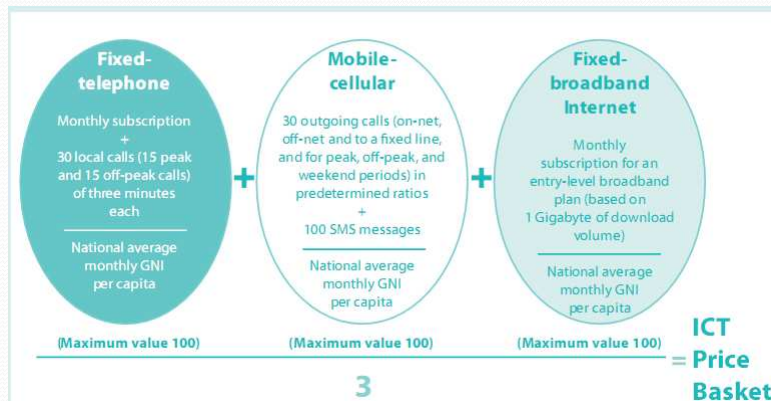 Fixed-
telephone
Monthly subscription
+
30 local calls (15 peak
and 15 off-peak calls)
of three minutes
each
National average
monthly GNI
per capita
(Maximum value 100)
+
Mobile-
cellular
30 outgoing calls (on-net,
off-net and to a fixed line,
and for peak, off-peak, and
weekend periods) in
predetermined ratios
+
100 SMS messages
National average
monthly GNI
per capita
(Maximum value 100)
+
Fixed-
broadband
Internet
Monthly
subscription for an
entry-level broadband
plan (based on
1 Gigabyte of download
volume)
National average
monthly GNI
per capita
(Maximum value 100)
3
= ICT
Price
Basket